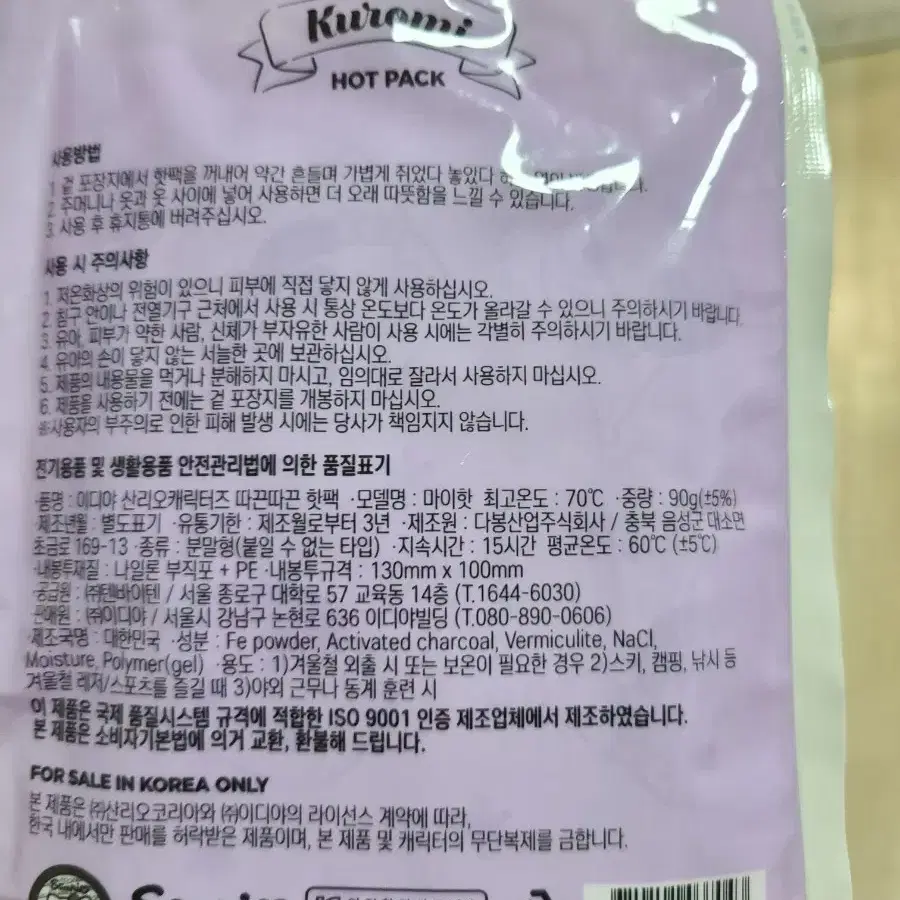 Kuromi
HOT PACK
사용방법
1. 겉 포장지에서 핫팩을 꺼내어 약간 흔들며 가볍게 쥐었다 놓았다
2. 주머니나 옷과 옷 사이에 넣어 사용하면 더 오래 따뜻함을 느낄 수 있습니다.
3. 사용 후 휴지통에 버려주십시오.
사용 시 주의사항
1. 저온화상의 위험이 있으니 피부에 직접 닿지 않게 사용하십시오.
2. 침구 안이나 전열기구 근처에서 사용 시 통상 온도보다 온도가 올라갈 수 있으니 주의하시기 바랍니다.
3. 유아, 피부가 약한 사람, 신체가 부자유한 사람이 사용 시에는 각별히 주의하시기 바랍니다.
4. 유아의 손이 닿지 않는 서늘한 곳에 보관하십시오.
5. 제품의 내용물을 먹거나 분해하지 마시고, 임의대로 잘라서 사용하지 마십시오.
6. 제품을 사용하기 전에는 겉 포장지를 개봉하지 마십시오.
※사용자의 부주의로 인한 피해 발생 시에는 당사가 책임지지 않습니다.
전기용품 및 생활용품 안전관리법에 의한 품질표기
·품명 : 이디야 산리오캐릭터즈 따끈따끈 핫팩 ·모델명 : 마이핫 최고온도 : 70℃ ·중량 : 90g(±5%)
·제조년월 : 별도표기 ·유통기한 : 제조월로부터 3년 ·제조원 : 다봉산업주식회사 / 충북 음성군 대소면
초금로 169-13 ·종류 : 분말형(붙일 수 없는 타입) ·지속시간 : 15시간 평균온도 : 60℃ (±5℃)
·내봉투재질 : 나일론 부직포 + PE ·내봉투규격 : 130mm x 100mm
·공급원 : ㈜텐바이텐 / 서울 종로구 대학로 57 교육동 14층 (T.1644-6030)
·판매원 : ㈜이디야 / 서울시 강남구 논현로 636 이디야빌딩 (T.080-890-0606)
·제조국명 : 대한민국 ·성분 : Fe powder, Activated charcoal, Vermiculite, NaCl,
Moisture, Polymer(gel) ·용도 : 1)겨울철 외출 시 또는 보온이 필요한 경우 2)스키, 캠핑, 낚시 등
겨울철 레저/스포츠를 즐길 때 3)야외 근무나 동계 훈련 시
이 제품은 국제 품질시스템 규격에 적합한 ISO 9001 인증 제조업체에서 제조하였습니다.
본 제품은 소비자기본법에 의거 교환, 환불해 드립니다.
FOR SALE IN KOREA ONLY
본 제품은 ㈜산리오코리아와 ㈜이디야의 라이선스 계약에 따라,
한국 내에서만 판매를 허락받은 제품이며, 본 제품 및 캐릭터의 무단복제를 금합니다.